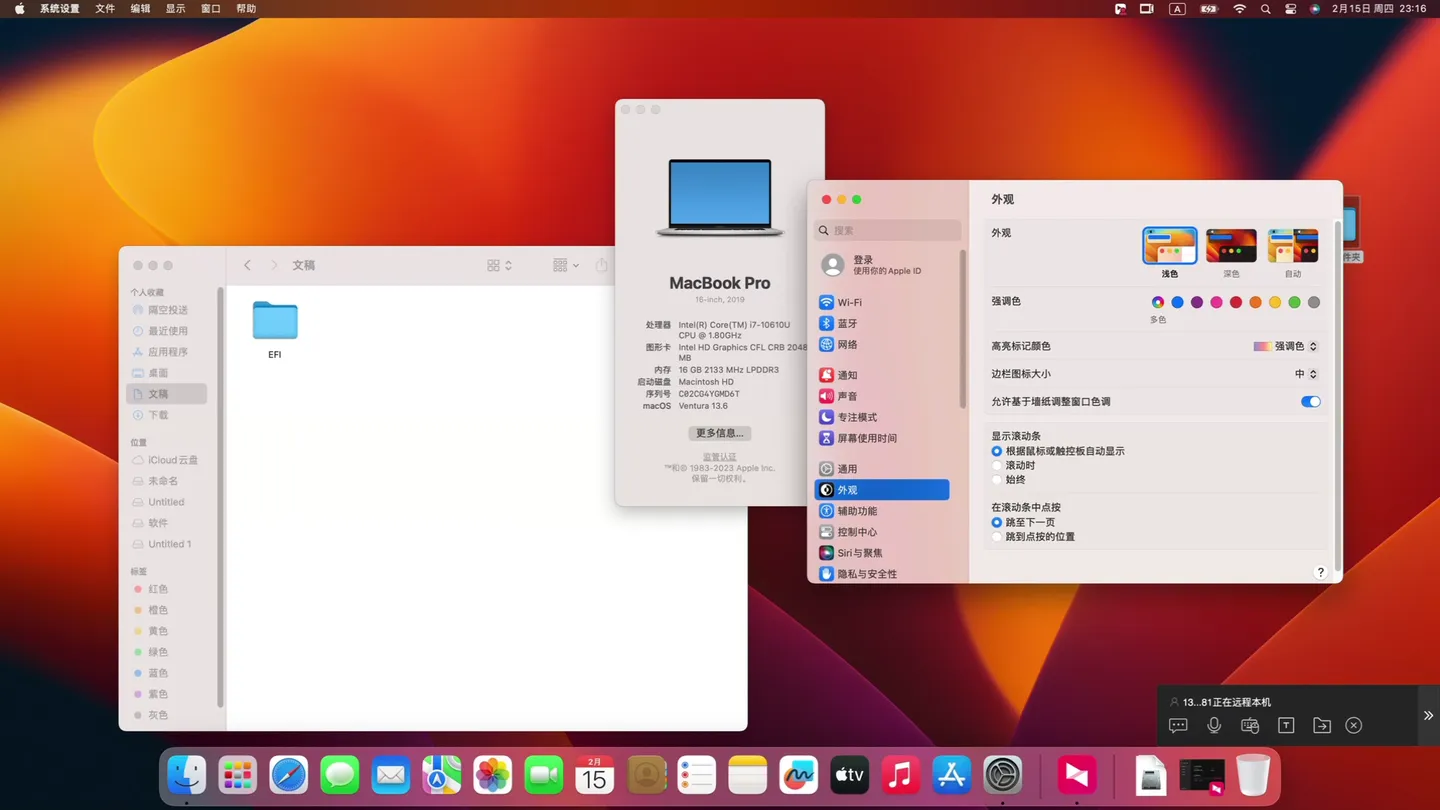 系统设置 文件 编辑 显示 窗口 帮助
A
2月15日 周四 23:16
文稿
个人收藏
隔空投送
最近使用
应用程序
桌面
文稿
下载
位置
iCloud云盘
未命名
Untitled
软件
Untitled 1
标签
红色
橙色
黄色
绿色
蓝色
紫色
灰色
EFI
MacBook Pro
16-inch, 2019
处理器 Intel(R) Core(TM) i7-10610U
CPU @ 1.80GHz
图形卡 Intel HD Graphics CFL CRB 2048
MB
内存 16 GB 2133 MHz LPDDR3
启动磁盘 Macintosh HD
序列号 C02CG4YGMD6T
macOS Ventura 13.6
更多信息...
监管认证
™和© 1983-2023 Apple Inc.
保留一切权利。
搜索
登录
使用你的 Apple ID
Wi-Fi
蓝牙
网络
通知
声音
专注模式
屏幕使用时间
通用
外观
辅助功能
控制中心
Siri与聚焦
隐私与安全性
外观
外观
浅色 深色 自动
强调色
多色
高亮标记颜色 强调色
边栏图标大小 中
允许基于墙纸调整窗口色调
显示滚动条
根据鼠标或触控板自动显示
滚动时
始终
在滚动条中点按
跳至下一页
跳到点按的位置
?
件夹
13...81正在远程本机
T
2月
15
tv